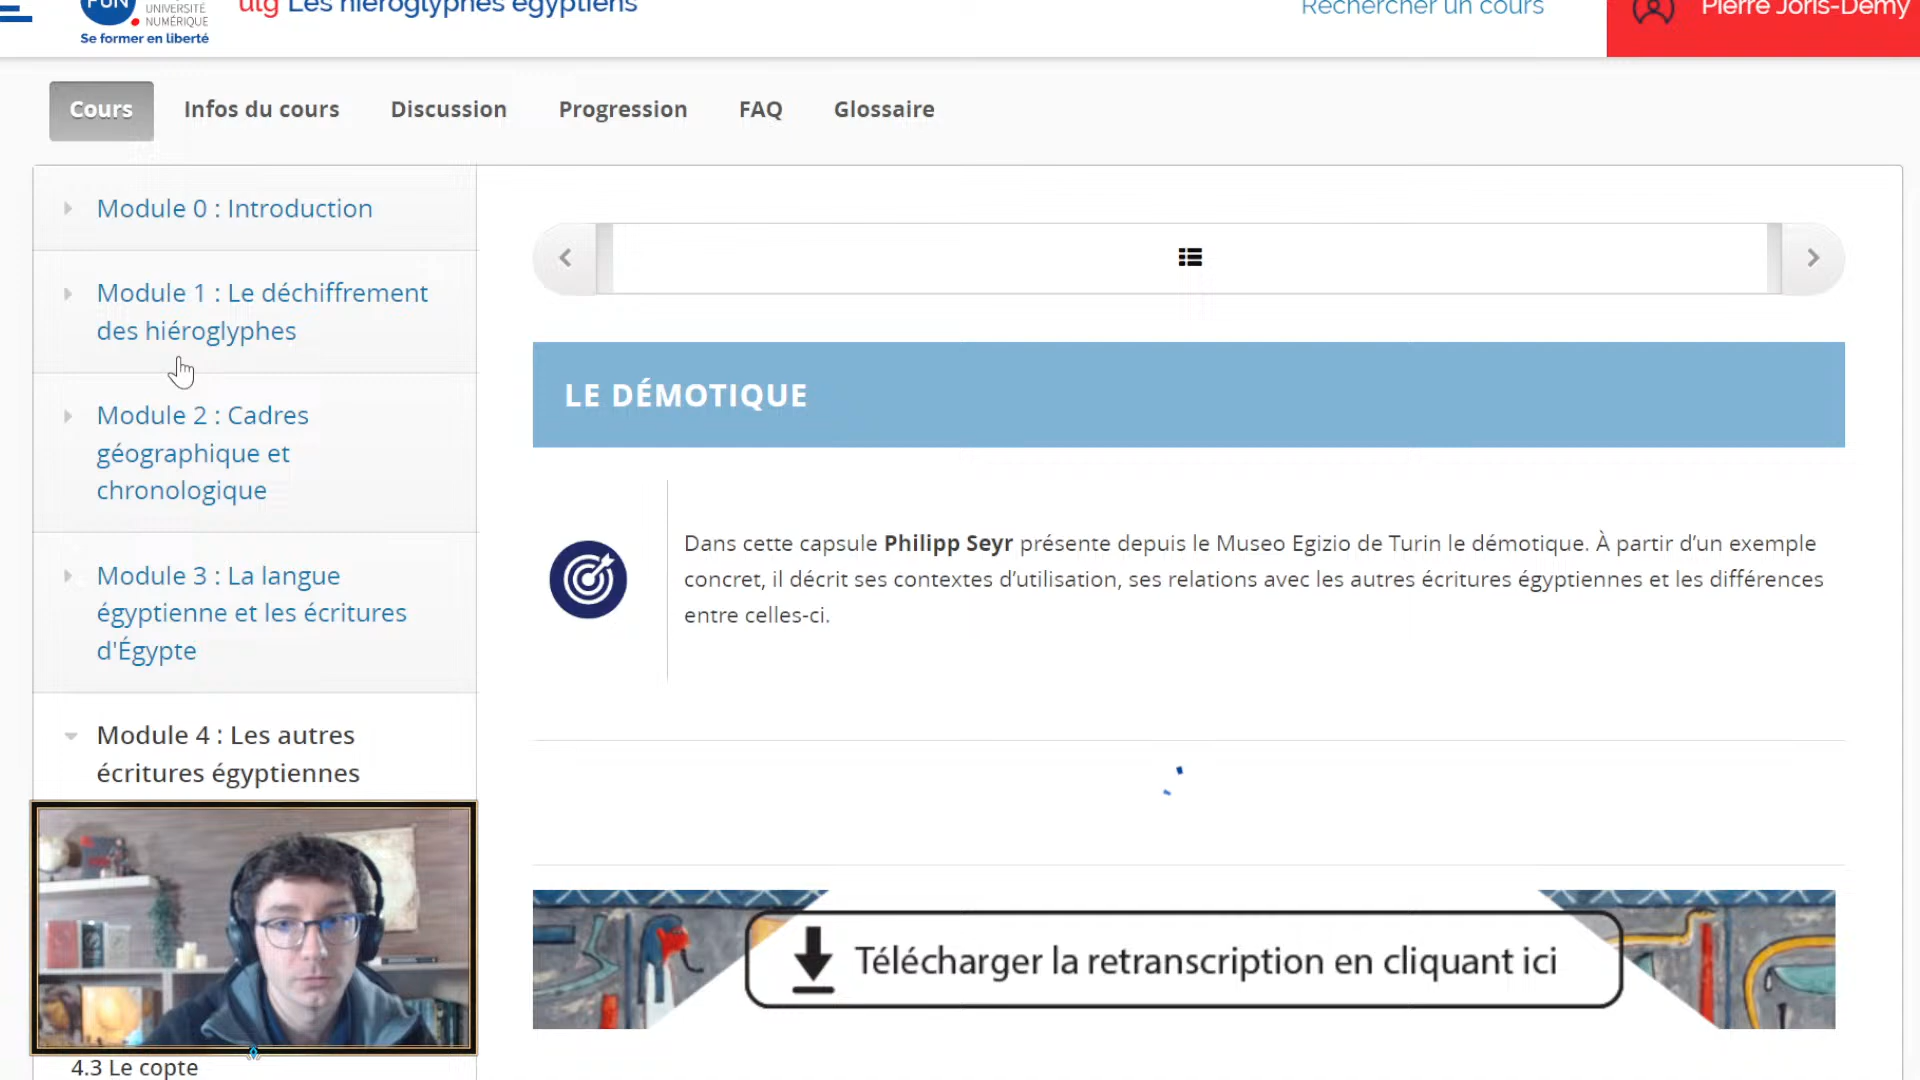 FUN
UNIVERSITÉ
NUMÉRIQUE
Se former en liberté
ulg Les hiéroglyphes égyptiens
Rechercher un cours
Pierre Joris-Demy
Cours
Infos du cours
Discussion
Progression
FAQ
Glossaire
Module 0 : Introduction
Module 1 : Le déchiffrement
des hiéroglyphes
Module 2 : Cadres
géographique et
chronologique
Module 3 : La langue
égyptienne et les écritures
d'Égypte
Module 4 : Les autres
écritures égyptiennes
4.3 Le copte
LE DÉMOTIQUE
Dans cette capsule Philipp Seyr présente depuis le Museo Egizio de Turin le démotique. À partir d’un exemple
concret, il décrit ses contextes d’utilisation, ses relations avec les autres écritures égyptiennes et les différences
entre celles-ci.
Télécharger la retranscription en cliquant ici